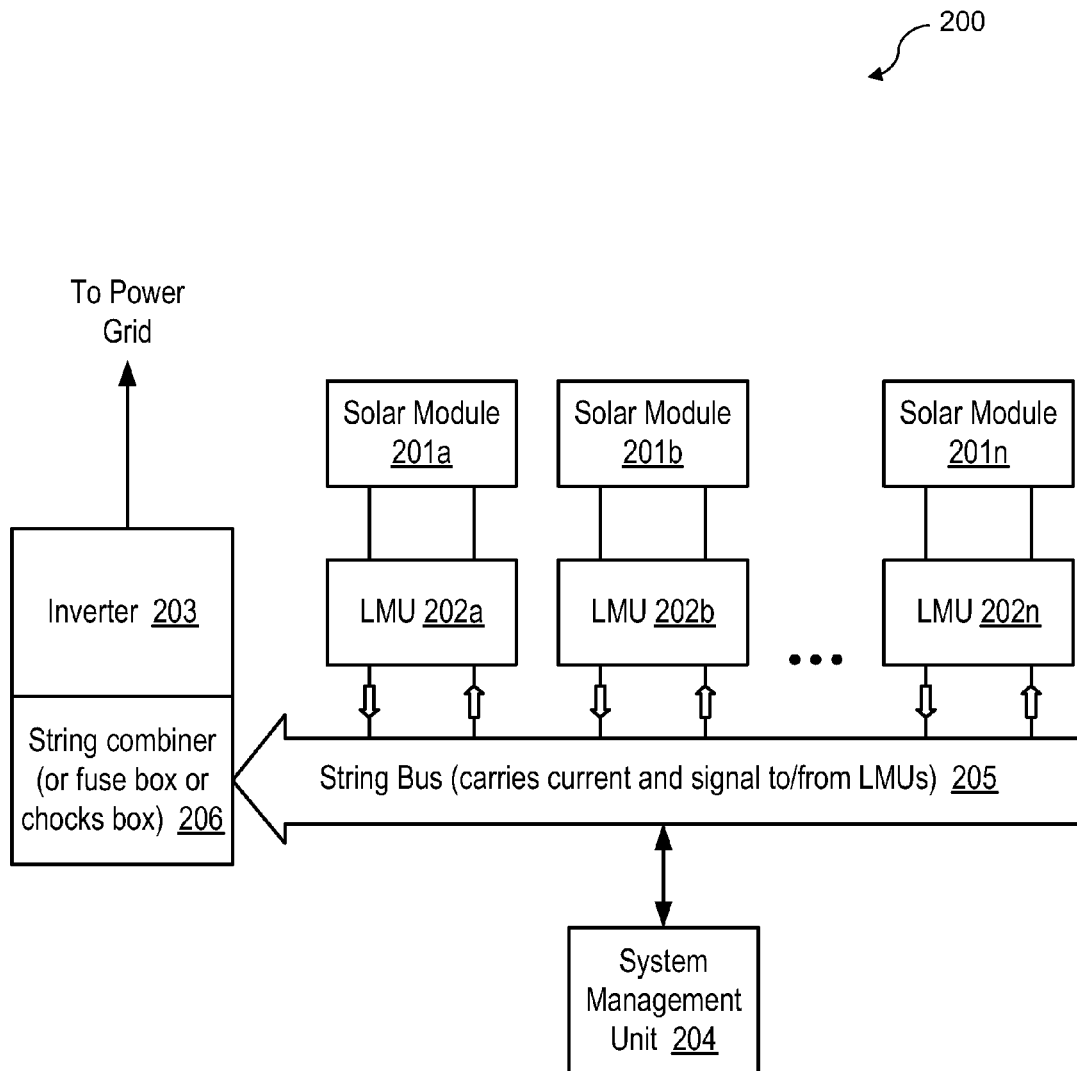 200
To Power
Grid
Solar Module
201a
Solar Module
201b
Solar Module
201n
Inverter 203
LMU 202a
LMU 202b
LMU 202n
String combiner
(or fuse box or
chocks box) 206
String Bus (carries current and signal to/from LMUs) 205
System
Management
Unit 204